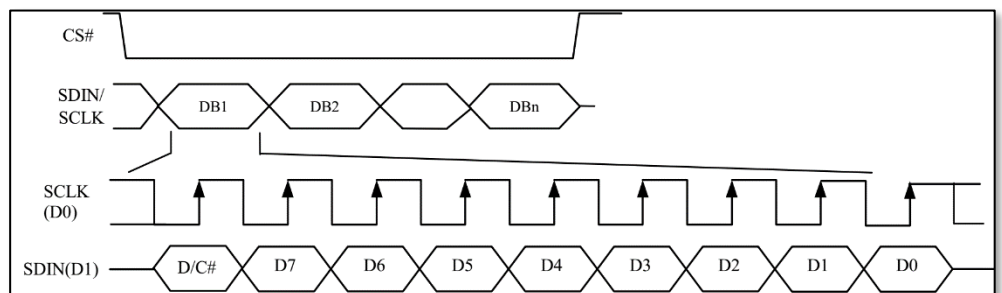 CS#
SDIN/
SCLK
DB1 DB2 DBn
SCLK
(D0)
SDIN(D1) D/C# D7 D6 D5 D4 D3 D2 D1 D0